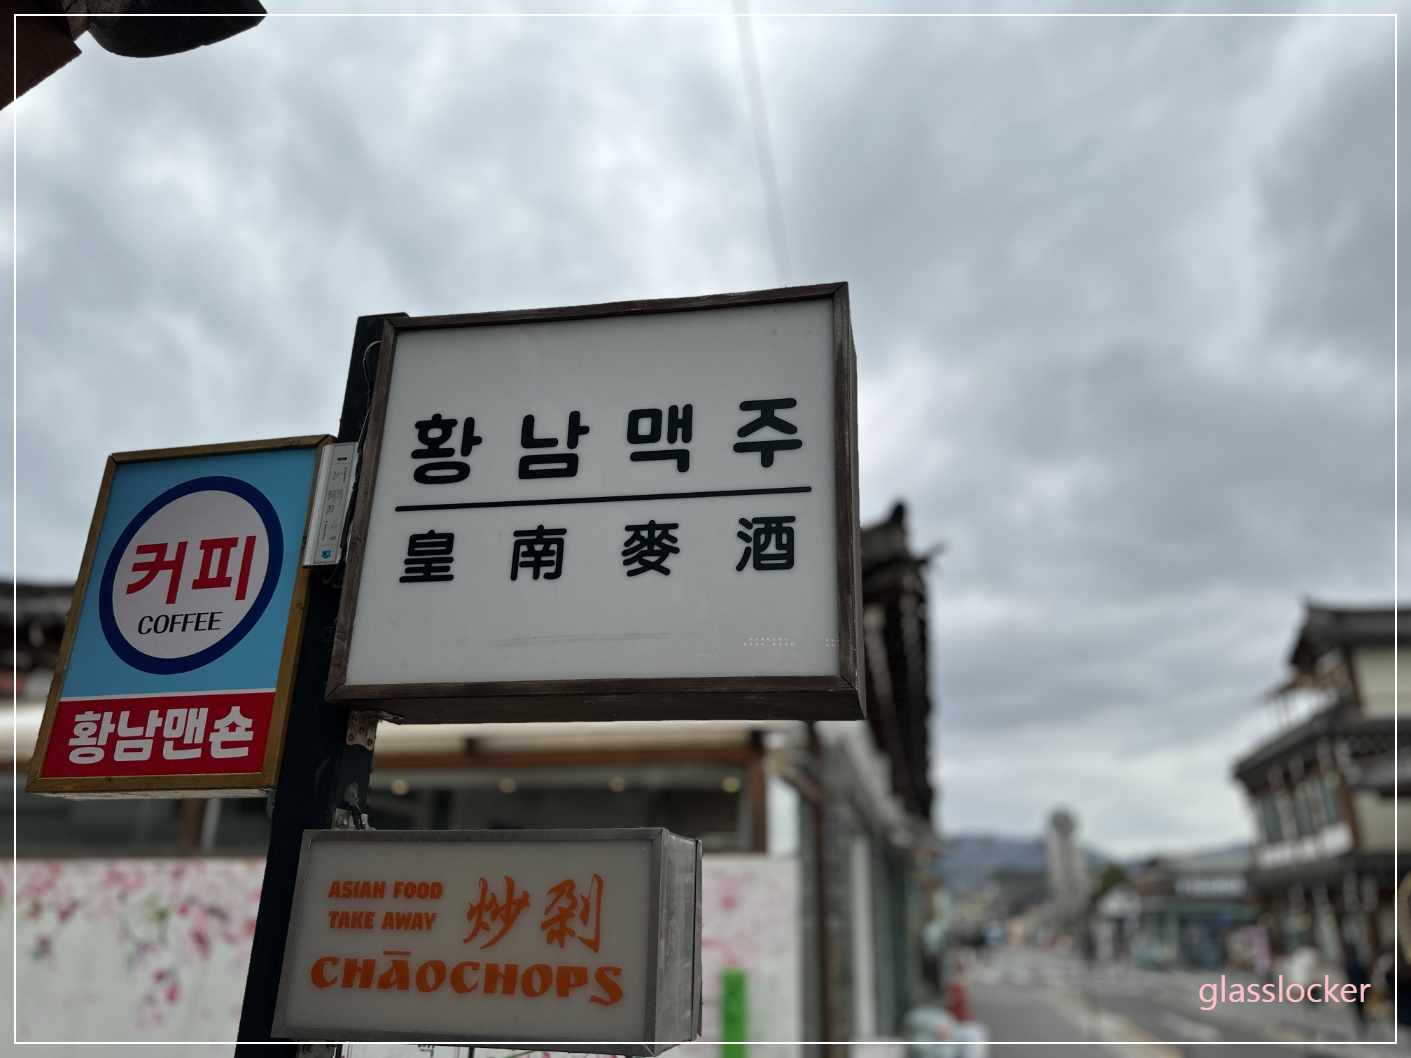 황남맥주
皇南麥酒
커피
COFFEE
황남맨숀
ASIAN FOOD
TAKE AWAY
炒剁
CHĀOCHOPS
glasslocker